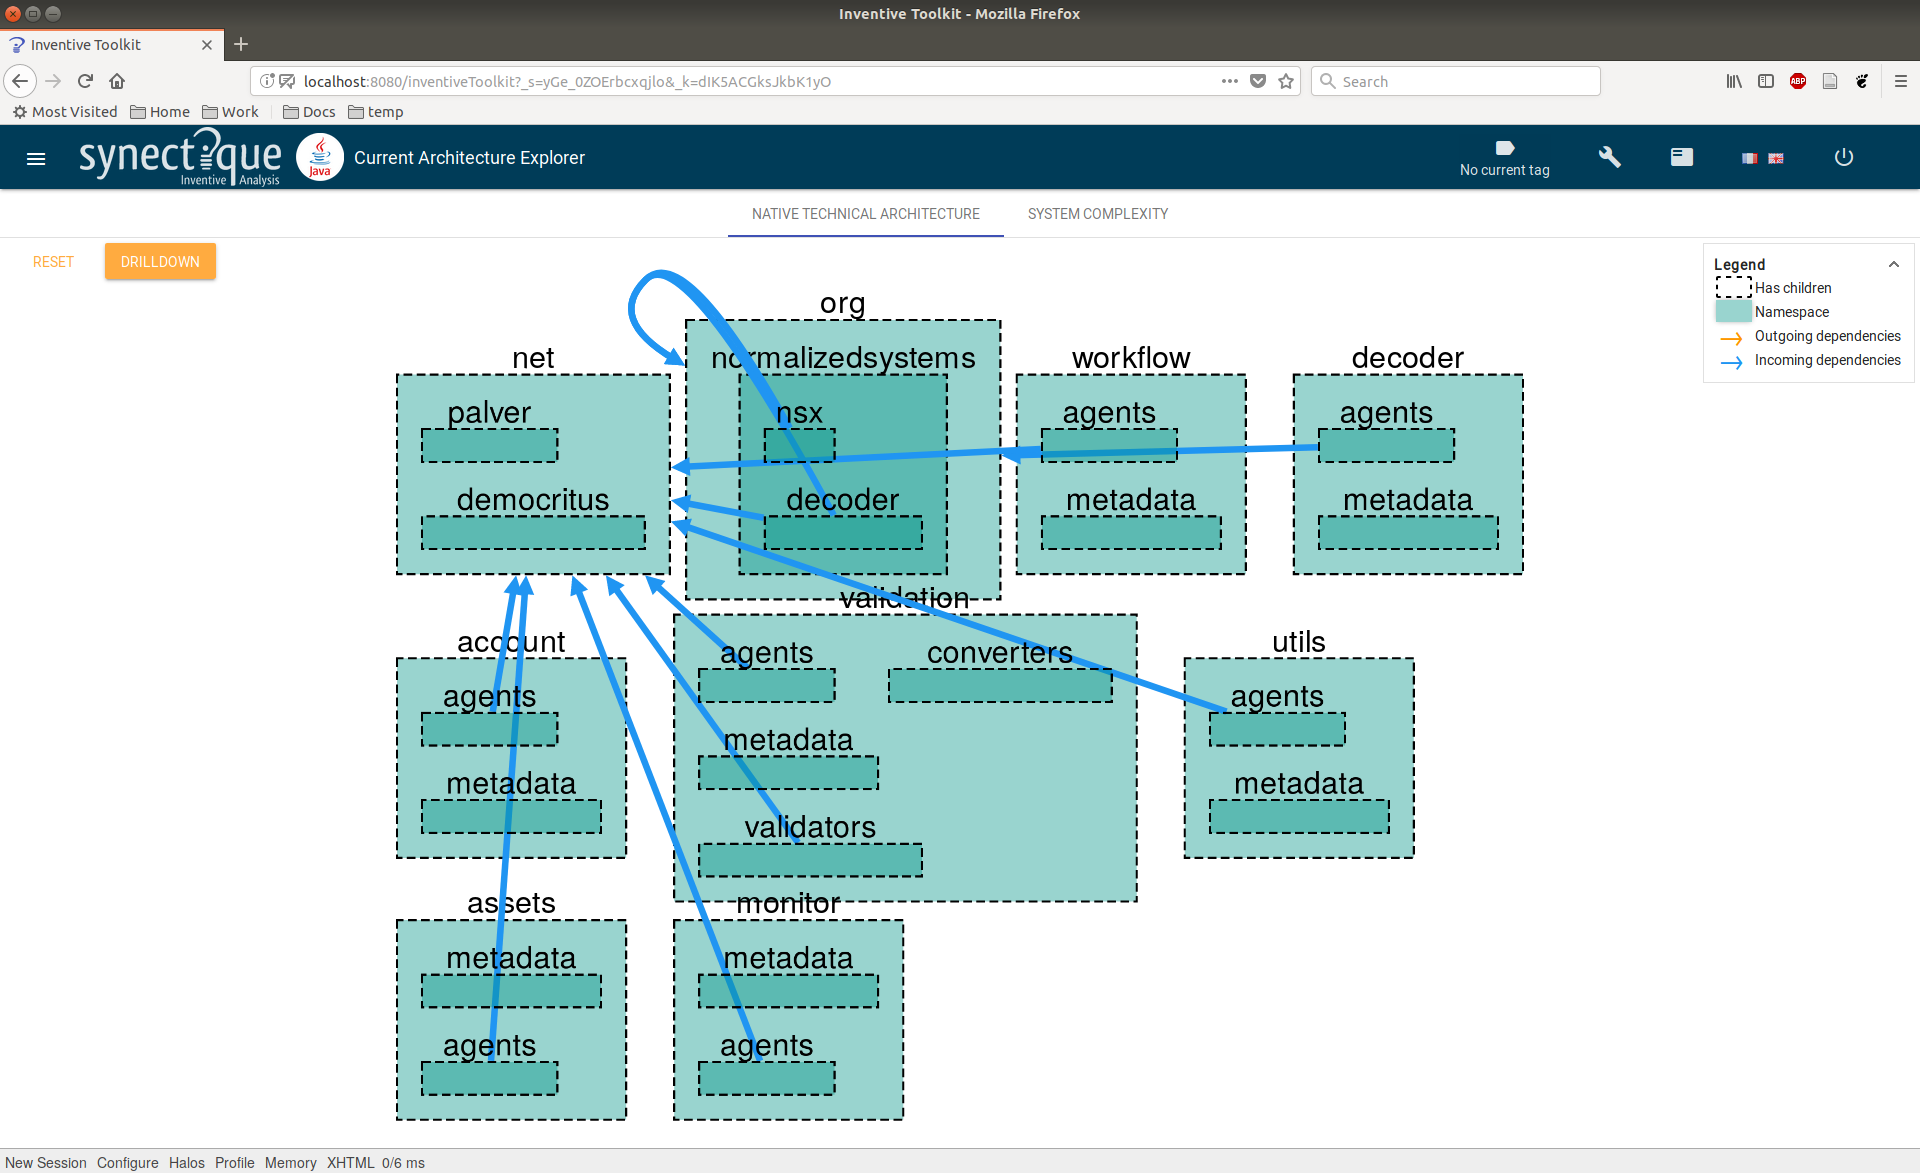 Inventive Toolkit - Mozilla Firefox
Inventive Toolkit
localhost:8080/inventiveToolkit?_s=yGe_0ZOErbcxqjlo&_k=dIK5ACGksJkbK1yO
Search
ABP
Most Visited Home Work Docs temp
synectique
Inventive Analysis
Java
Current Architecture Explorer
No current tag
NATIVE TECHNICAL ARCHITECTURE SYSTEM COMPLEXITY
RESET DRILLDOWN
Legend
Has children
Namespace
Outgoing dependencies
Incoming dependencies
org
net normalizedsystems workflow decoder
palver nsx agents agents
democritus decoder metadata metadata
validation
account agents converters utils
agents metadata agents
metadata validators metadata
assets monitor
metadata metadata
agents agents
New Session Configure Halos Profile Memory XHTML 0/6 ms